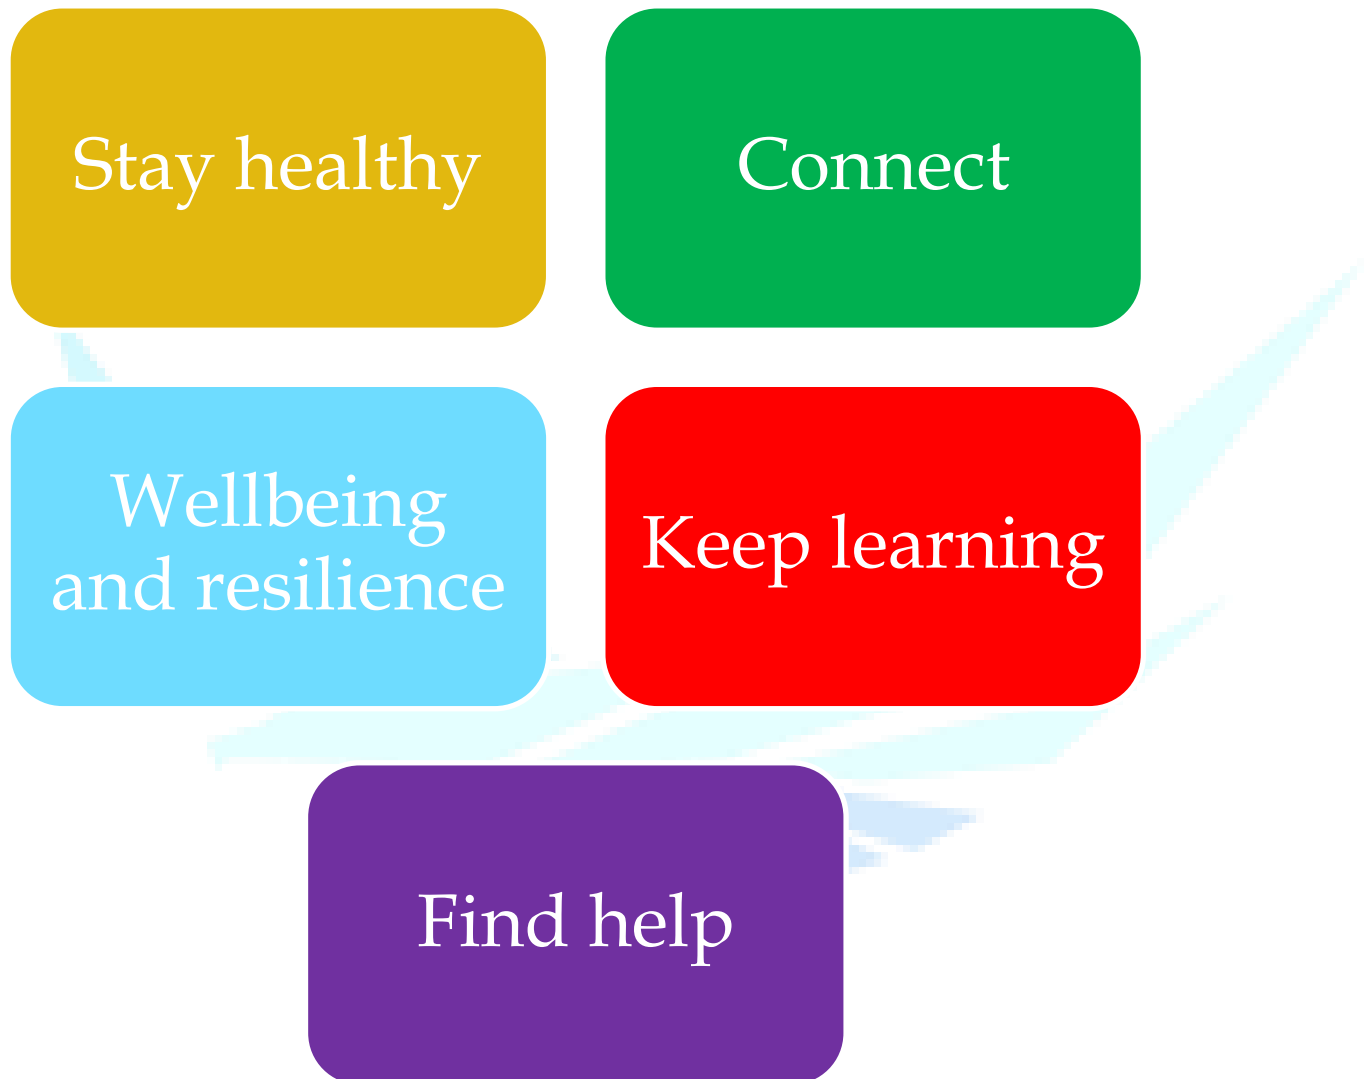 Stay healthy
Connect
Wellbeing
and resilience
Keep learning
Find help